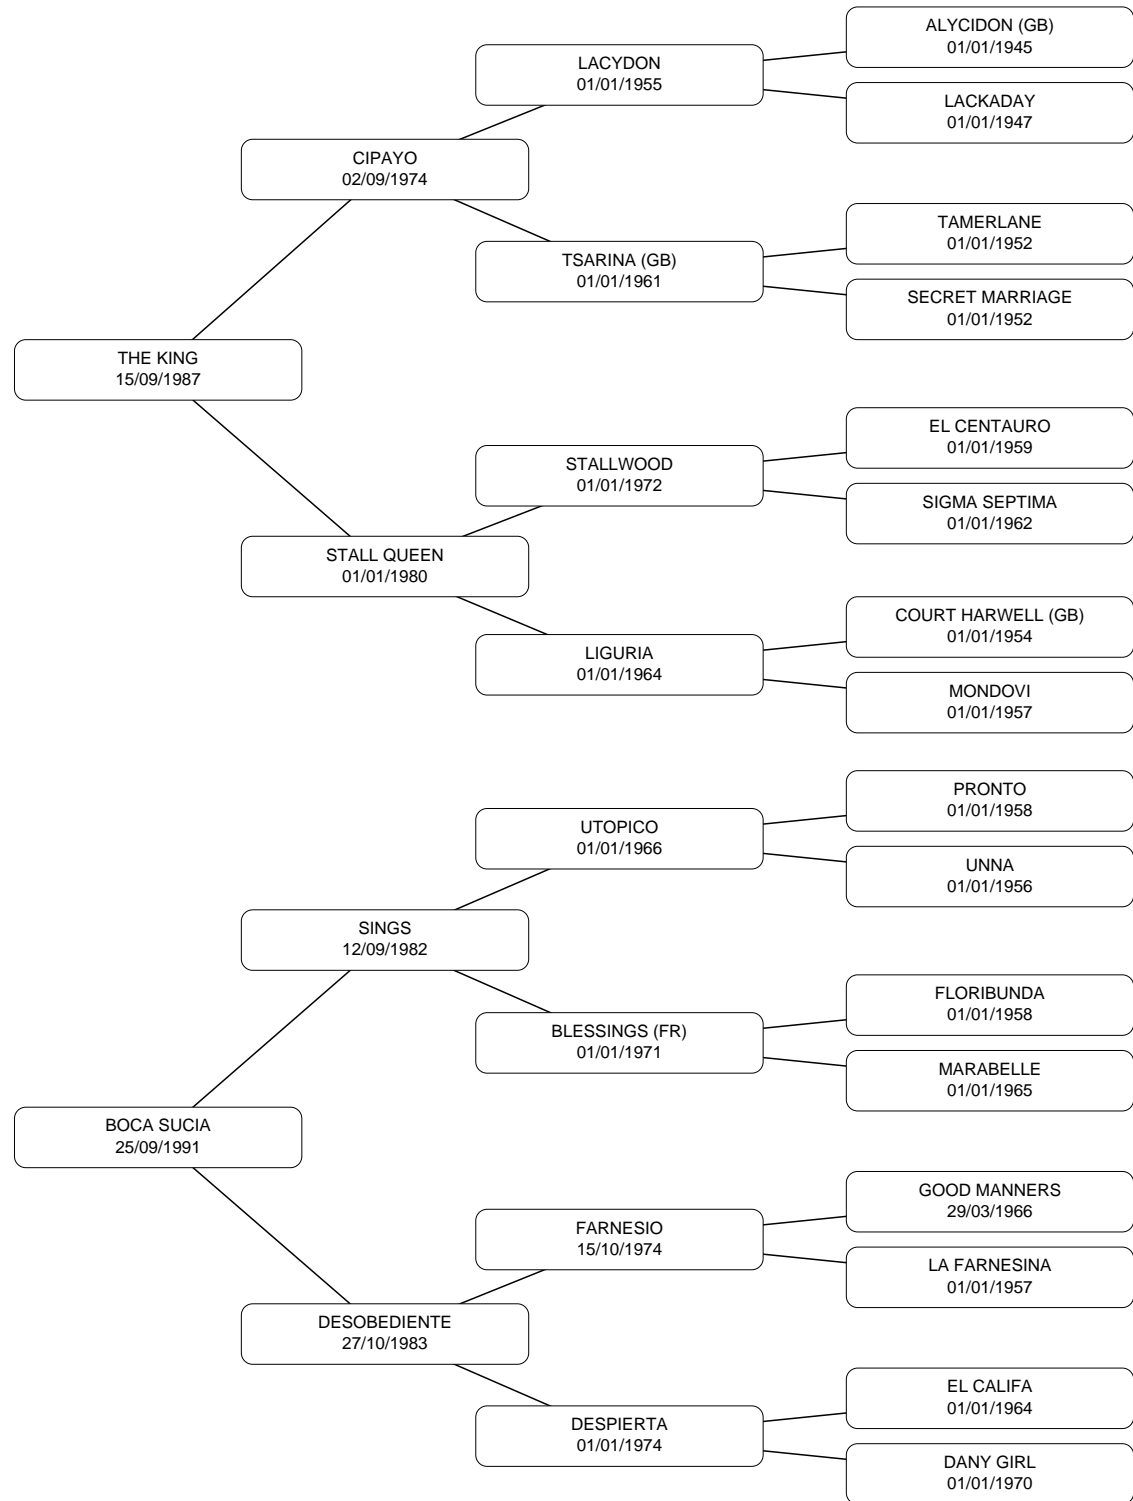 ALYCIDON (GB)
01/01/1945
LACYDON
01/01/1955
LACKADAY
01/01/1947
CIPAYO
02/09/1974
TAMERLANE
01/01/1952
TSARINA (GB)
01/01/1961
SECRET MARRIAGE
01/01/1952
THE KING
15/09/1987
EL CENTAURO
01/01/1959
STALLWOOD
01/01/1972
SIGMA SEPTIMA
01/01/1962
STALL QUEEN
01/01/1980
COURT HARWELL (GB)
01/01/1954
LIGURIA
01/01/1964
MONDOVI
01/01/1957
PRONTO
01/01/1958
UTOPICO
01/01/1966
UNNA
01/01/1956
SINGS
12/09/1982
FLORIBUNDA
01/01/1958
BLESSINGS (FR)
01/01/1971
MARABELLE
01/01/1965
BOCA SUCIA
25/09/1991
GOOD MANNERS
29/03/1966
FARNESIO
15/10/1974
LA FARNESINA
01/01/1957
DESOBEDIENTE
27/10/1983
EL CALIFA
01/01/1964
DESPIERTA
01/01/1974
DANY GIRL
01/01/1970